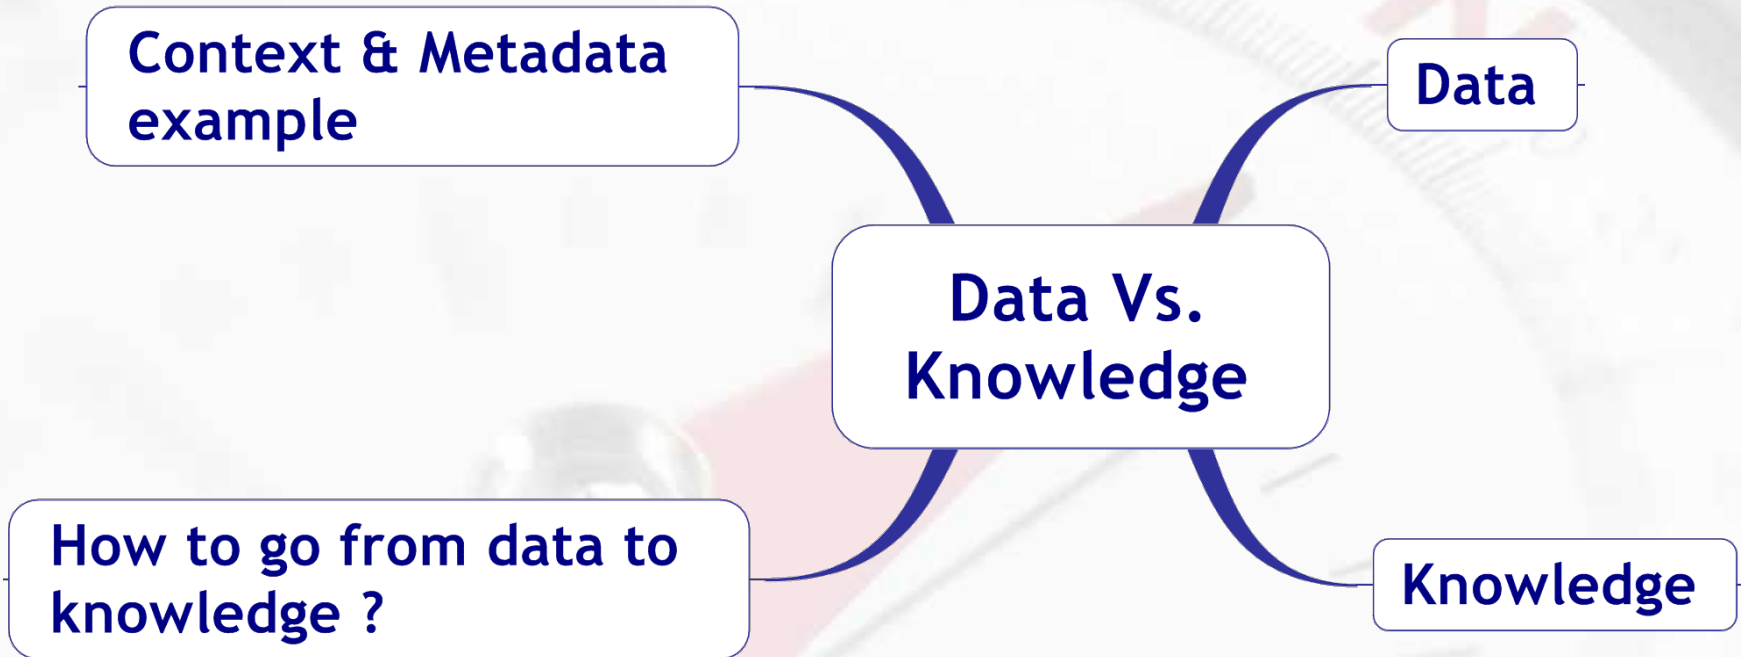 Context & Metadata
example
Data
Data Vs.
Knowledge
How to go from data to
knowledge ?
Knowledge